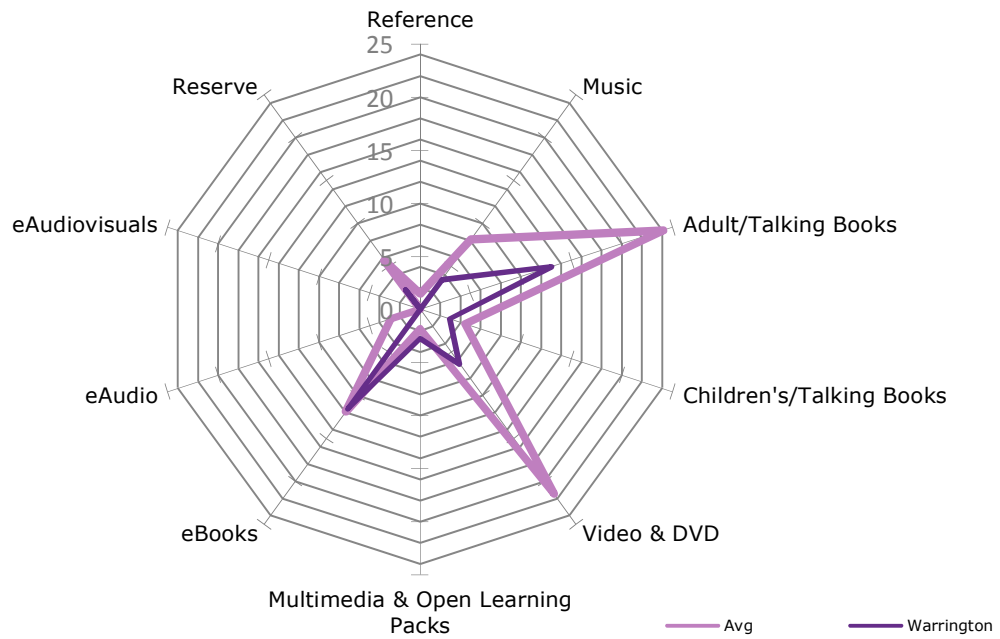 Reference
25
Reserve
Music
20
15
eAudiovisuals
Adult/Talking Books
10
5
0
eAudio
Children's/Talking Books
eBooks
Video & DVD
Multimedia & Open Learning
Packs
Avg
Warrington